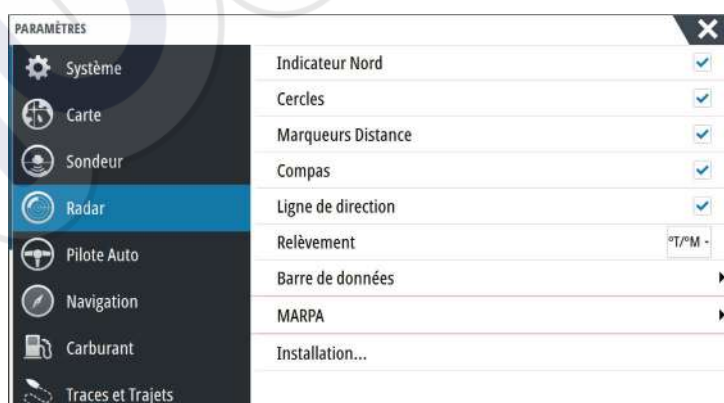 PARAMÈTRES
Système
Carte
Sondeur
Radar
Pilote Auto
Navigation
Carburant
Traces et Trajets
Indicateur Nord
Cercles
Marqueurs Distance
Compas
Ligne de direction
Relèvement °T/°M
Barre de données
MARPA
Installation...